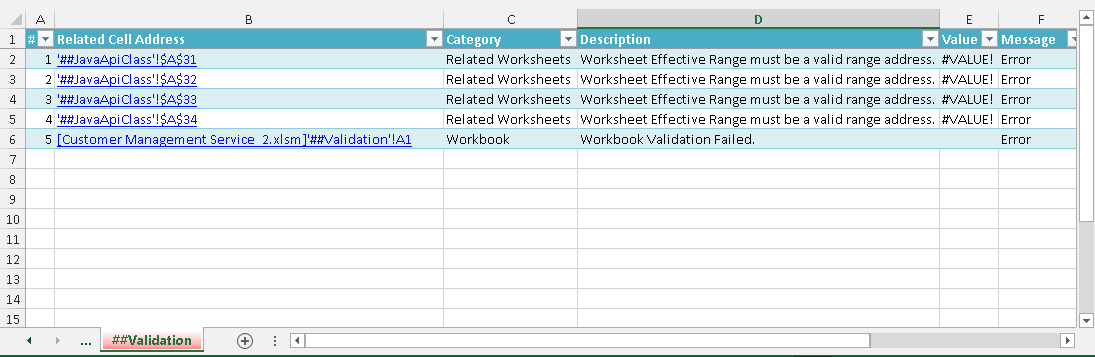 A B C D E F
1 # Related Cell Address Category Description Value Message
2 1 '##JavaApiClass'!$A$31 Related Worksheets Worksheet Effective Range must be a valid range address. #VALUE! Error
3 2 '##JavaApiClass'!$A$32 Related Worksheets Worksheet Effective Range must be a valid range address. #VALUE! Error
4 3 '##JavaApiClass'!$A$33 Related Worksheets Worksheet Effective Range must be a valid range address. #VALUE! Error
5 4 '##JavaApiClass'!$A$34 Related Worksheets Worksheet Effective Range must be a valid range address. #VALUE! Error
6 5 [Customer Management Service_2.xlsm]'##Validation'!A1 Workbook Workbook Validation Failed. Error
7
8
9
10
11
12
13
14
15
... ##Validation